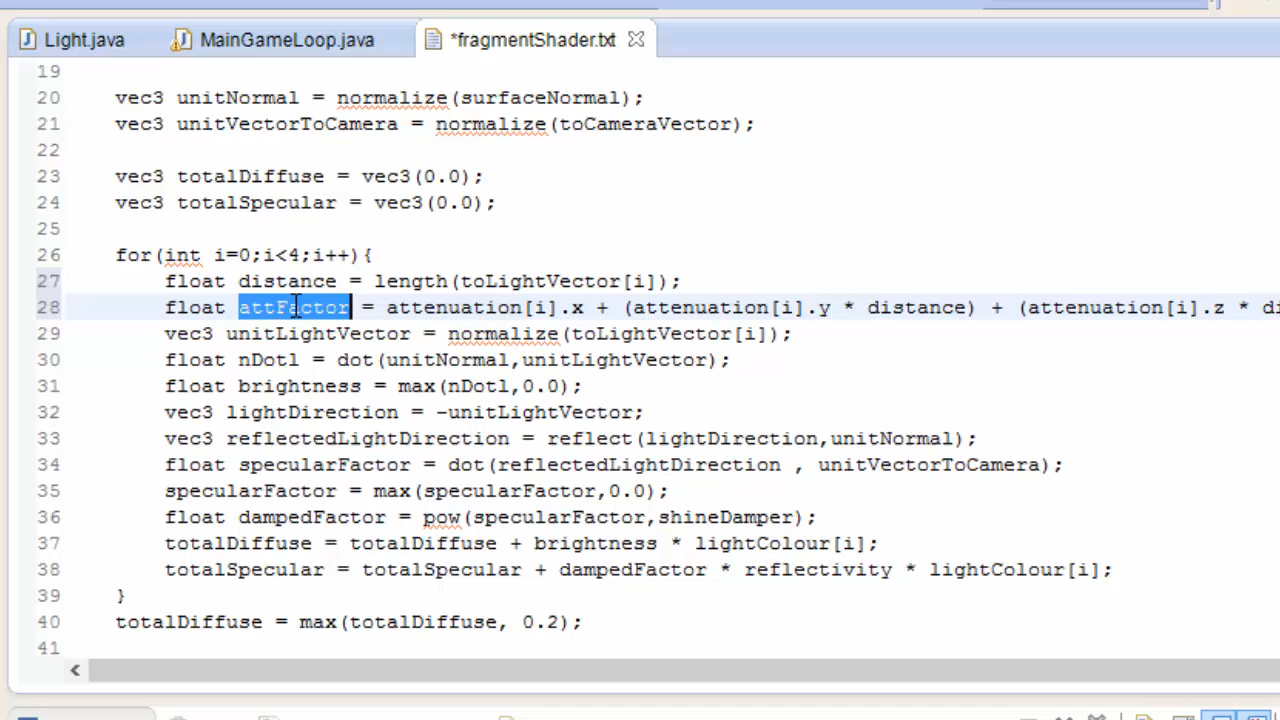 Light.java MainGameLoop.java *fragmentShader.txt
19
20 vec3 unitNormal = normalize(surfaceNormal);
21 vec3 unitVectorToCamera = normalize(toCameraVector);
22
23 vec3 totalDiffuse = vec3(0.0);
24 vec3 totalSpecular = vec3(0.0);
25
26 for(int i=0;i<4;i++){
27 float distance = length(toLightVector[i]);
28 float attFactor = attenuation[i].x + (attenuation[i].y * distance) + (attenuation[i].z * di
29 vec3 unitLightVector = normalize(toLightVector[i]);
30 float nDotl = dot(unitNormal,unitLightVector);
31 float brightness = max(nDotl,0.0);
32 vec3 lightDirection = -unitLightVector;
33 vec3 reflectedLightDirection = reflect(lightDirection,unitNormal);
34 float specularFactor = dot(reflectedLightDirection , unitVectorToCamera);
35 specularFactor = max(specularFactor,0.0);
36 float dampedFactor = pow(specularFactor,shineDamper);
37 totalDiffuse = totalDiffuse + brightness * lightColour[i];
38 totalSpecular = totalSpecular + dampedFactor * reflectivity * lightColour[i];
39 }
40 totalDiffuse = max(totalDiffuse, 0.2);
41